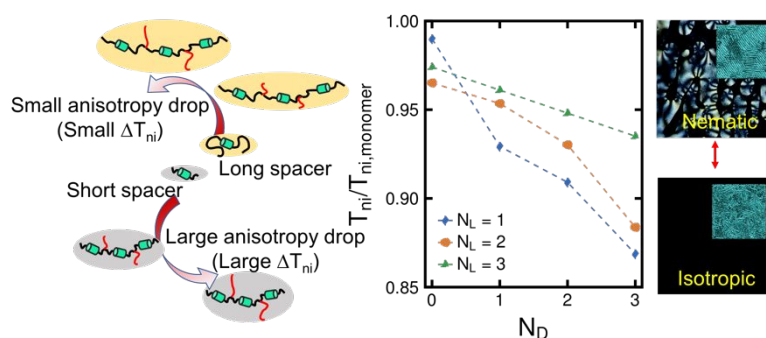 Small anisotropy drop
(Small ΔTni)
Long spacer
Short spacer
Large anisotropy drop
(Large ΔTni)
Tni/Tni,monomer
1.00
0.95
0.90
0.85
NL = 1
NL = 2
NL = 3
0 1 2 3
ND
Nematic
Isotropic